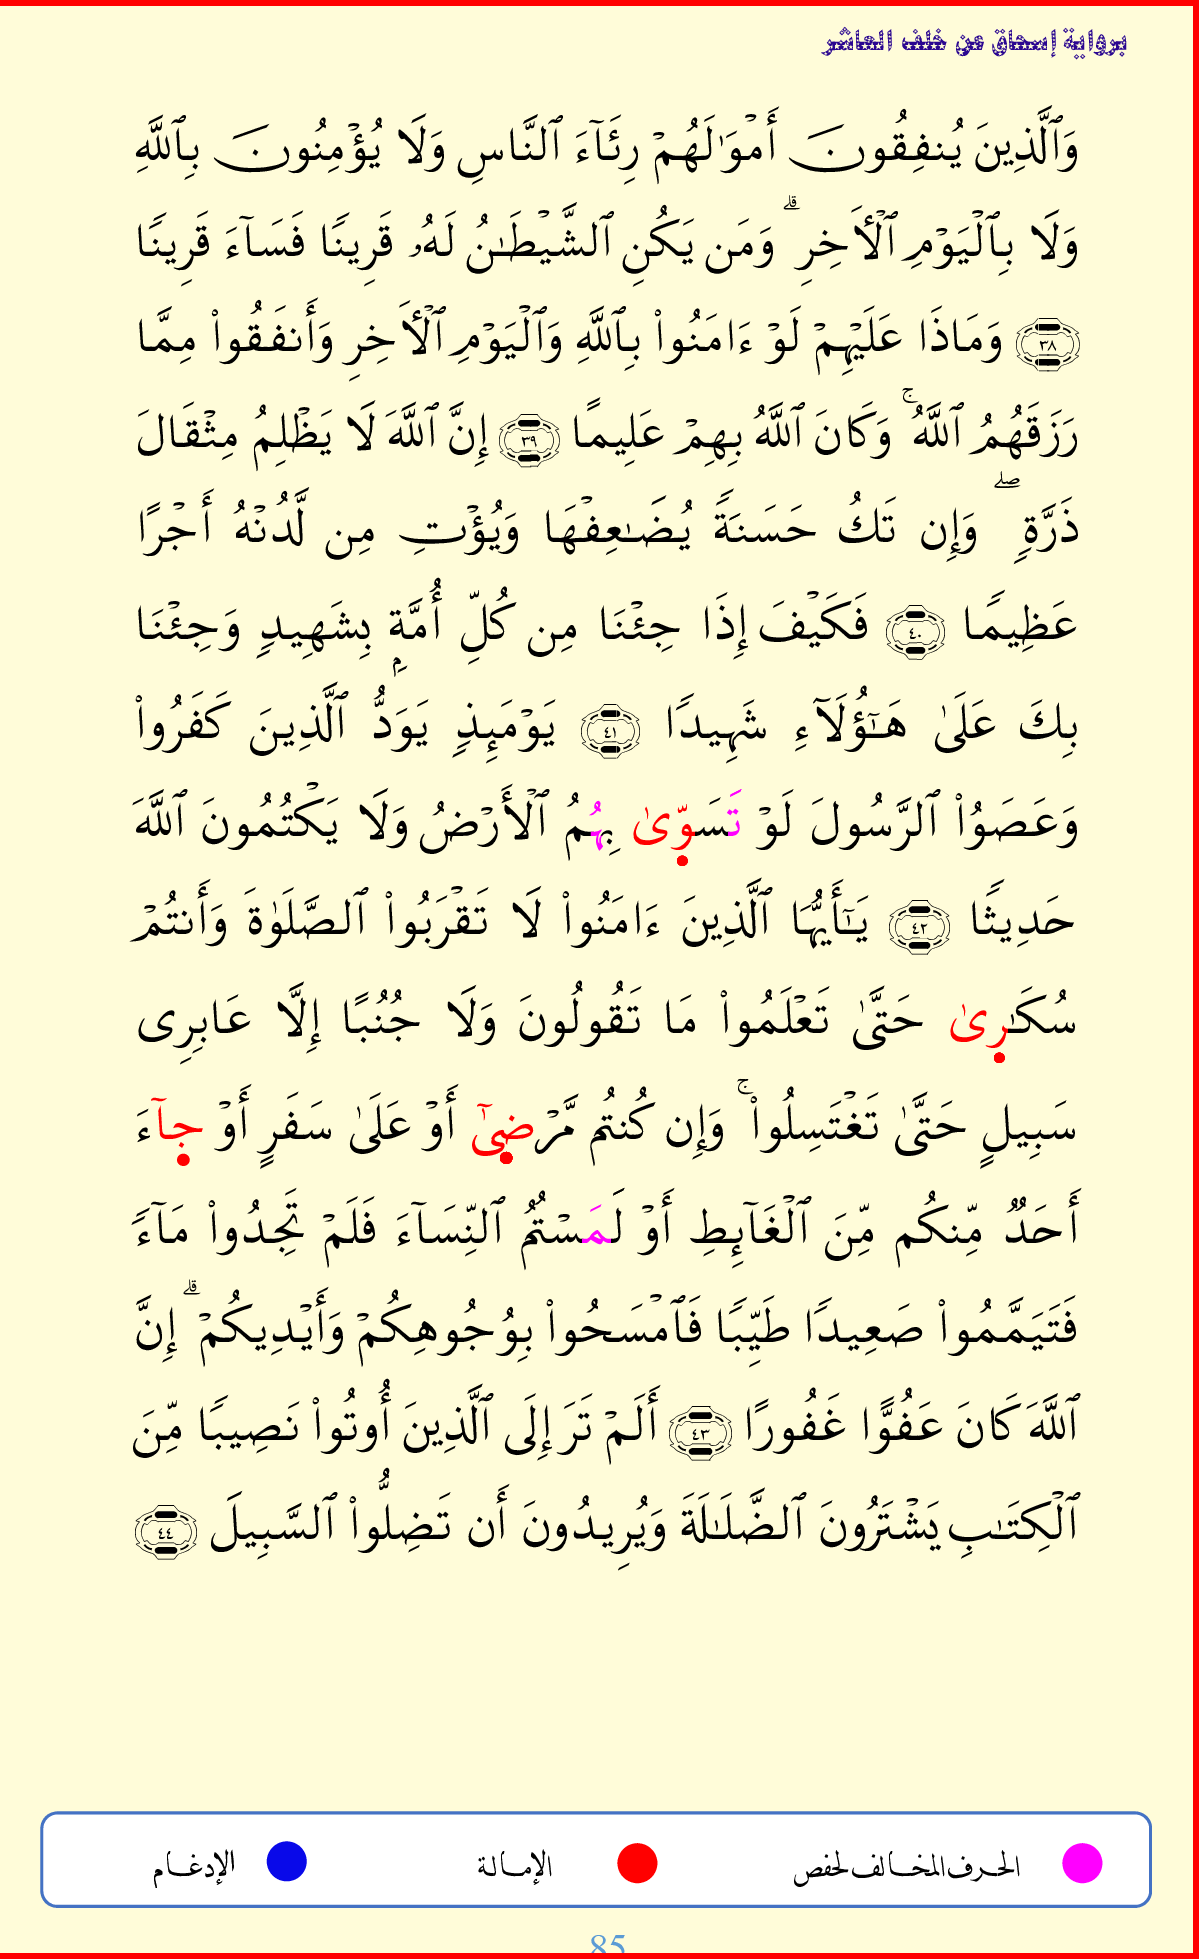 برواية إسحاق عن خلف العاشر
وَٱلَّذِينَ يُنفِقُونَ أَمۡوَٰلَهُمۡ رِئَآءَ ٱلنَّاسِ وَلَا يُؤۡمِنُونَ بِٱللَّهِ
وَلَا بِٱلۡيَوۡمِ ٱلۡأٓخِرِۗ وَمَن يَكُنِ ٱلشَّيۡطَٰنُ لَهُۥ قَرِينٗا فَسَآءَ قَرِينٗا
٣٨ وَمَاذَا عَلَيۡهِمۡ لَوۡ ءَامَنُواْ بِٱللَّهِ وَٱلۡيَوۡمِ ٱلۡأٓخِرِ وَأَنفَقُواْ مِمَّا
رَزَقَهُمُ ٱللَّهُۚ وَكَانَ ٱللَّهُ بِهِمۡ عَلِيمًا ٣٩ إِنَّ ٱللَّهَ لَا يَظۡلِمُ مِثۡقَالَ
ذَرَّةٖۖ وَإِن تَكُ حَسَنَةٗ يُضَٰعِفۡهَا وَيُؤۡتِ مِن لَّدُنۡهُ أَجۡرًا
عَظِيمٗا ٤٠ فَكَيۡفَ إِذَا جِئۡنَا مِن كُلِّ أُمَّةِۭ بِشَهِيدٖ وَجِئۡنَا
بِكَ عَلَىٰ هَٰٓؤُلَآءِ شَهِيدٗا ٤١ يَوۡمَئِذٖ يَوَدُّ ٱلَّذِينَ كَفَرُواْ
وَعَصَوُاْ ٱلرَّسُولَ لَوۡ تَسَوّىٰ بِهُمُ ٱلۡأَرۡضُ وَلَا يَكۡتُمُونَ ٱللَّهَ
حَدِيثٗا ٤٢ يَٰٓأَيُّهَا ٱلَّذِينَ ءَامَنُواْ لَا تَقۡرَبُواْ ٱلصَّلَوٰةَ وَأَنتُمۡ
سُكَٰرىٰ حَتَّىٰ تَعۡلَمُواْ مَا تَقُولُونَ وَلَا جُنُبًا إِلَّا عَابِرِى
سَبِيلٍ حَتَّىٰ تَغۡتَسِلُواْۚ وَإِن كُنتُم مَّرۡضىٰٓ أَوۡ عَلَىٰ سَفَرٍ أَوۡ جآءَ
أَحَدٞ مِّنكُم مِّنَ ٱلۡغَآئِطِ أَوۡ لَمَسۡتُمُ ٱلنِّسَآءَ فَلَمۡ تَجِدُواْ مَآءٗ
فَتَيَمَّمُواْ صَعِيدٗا طَيِّبٗا فَٱمۡسَحُواْ بِوُجُوهِكُمۡ وَأَيۡدِيكُمۡۗ إِنَّ
ٱللَّهَ كَانَ عَفُوًّا غَفُورًا ٤٣ أَلَمۡ تَرَ إِلَى ٱلَّذِينَ أُوتُواْ نَصِيبٗا مِّنَ
ٱلۡكِتَٰبِ يَشۡتَرُونَ ٱلضَّلَٰلَةَ وَيُرِيدُونَ أَن تَضِلُّواْ ٱلسَّبِيلَ ٤٤
الحرف المخالف لحفص الإمالة الإدغام
85